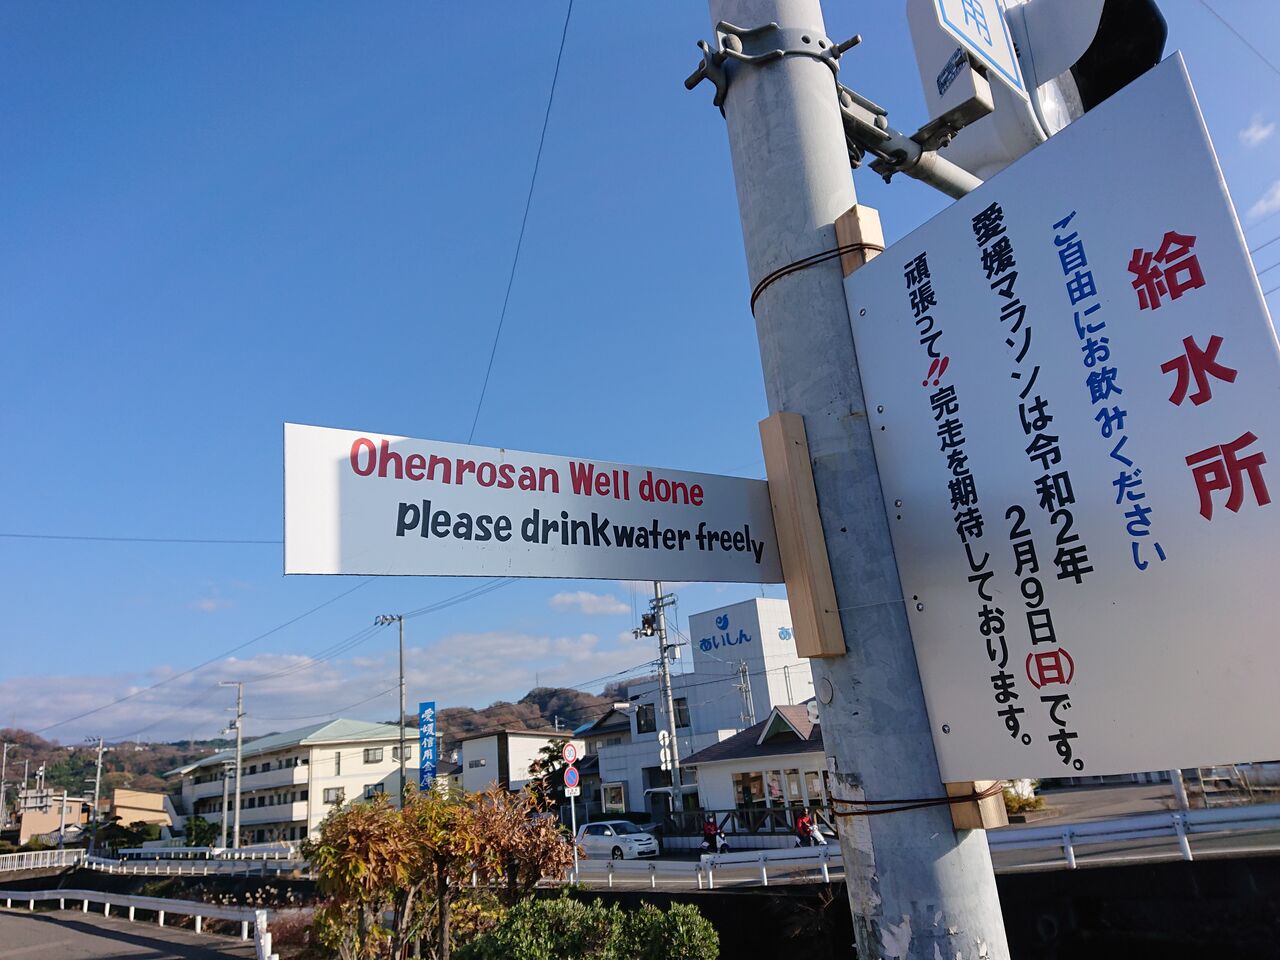 Ohenrosan Well done
please drink water freely
給水所
ご自由にお飲みください
愛媛マラソンは令和2年
2月9日(日)です。
頑張って!!完走を期待しております。
あいしん
愛媛信用金庫